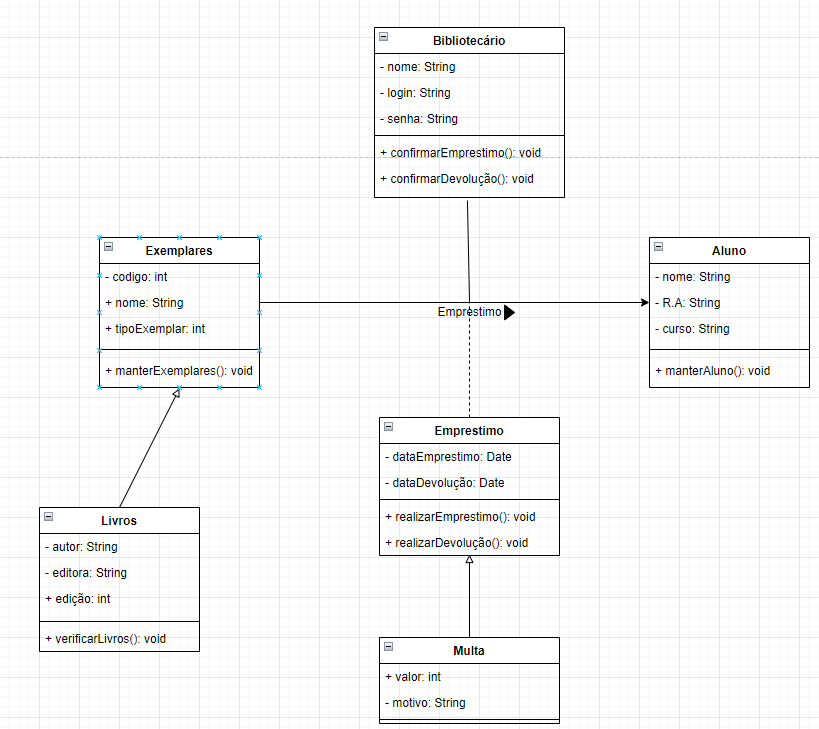 Bibliotecário
- nome: String
- login: String
- senha: String
+ confirmarEmprestimo(): void
+ confirmarDevolução(): void
Exemplares
- codigo: int
+ nome: String
+ tipoExemplar: int
+ manterExemplares(): void
Emprestimo
Aluno
- nome: String
- R.A: String
- curso: String
+ manterAluno(): void
Emprestimo
- dataEmprestimo: Date
- dataDevolução: Date
+ realizarEmprestimo(): void
+ realizarDevolução(): void
Livros
- autor: String
- editora: String
+ edição: int
+ verificarLivros(): void
Multa
+ valor: int
- motivo: String